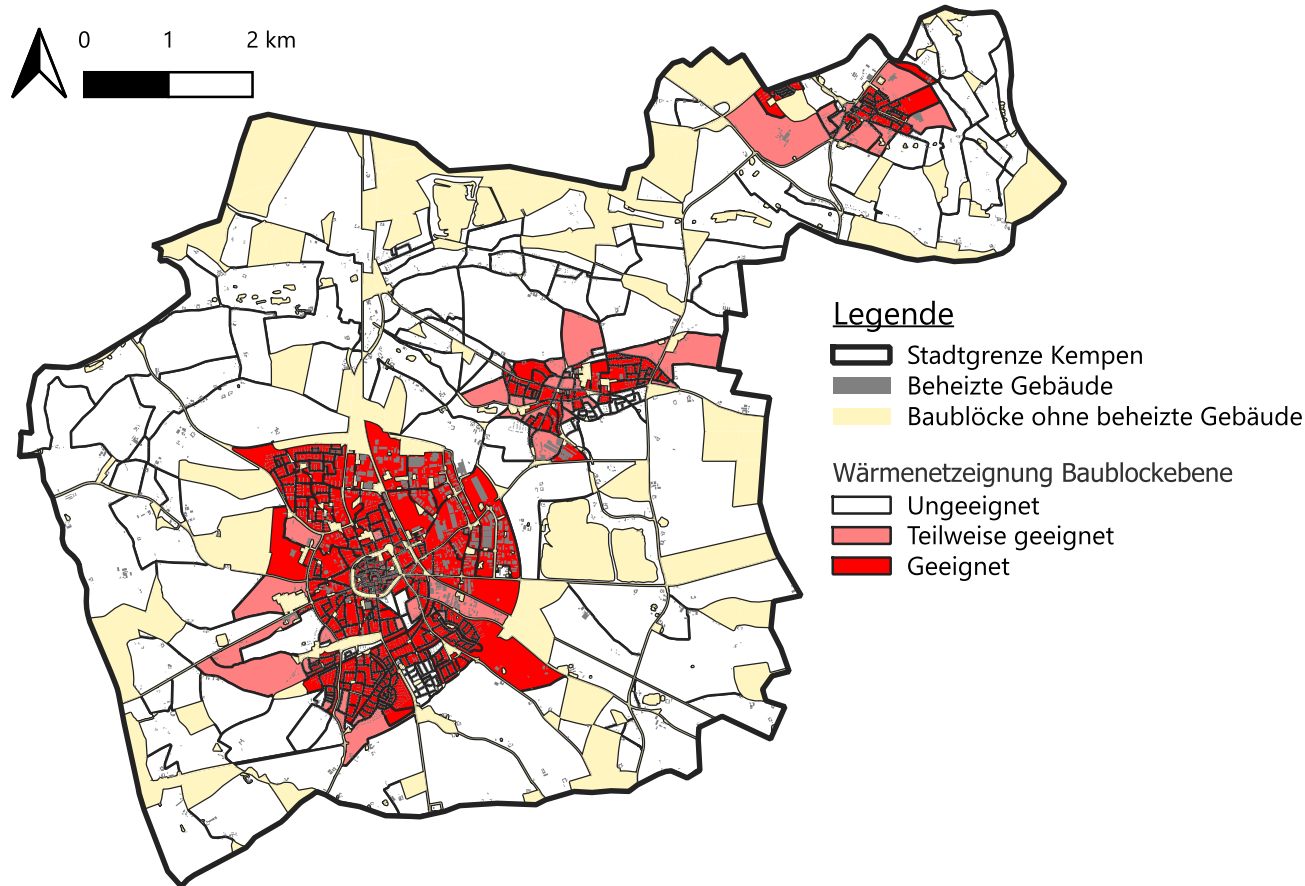 0 1 2 km
Legende
Stadtgrenze Kempen
Beheizte Gebäude
Baublöcke ohne beheizte Gebäude
Wärmenetzeignung Baublockebene
Ungeeignet
Teilweise geeignet
Geeignet